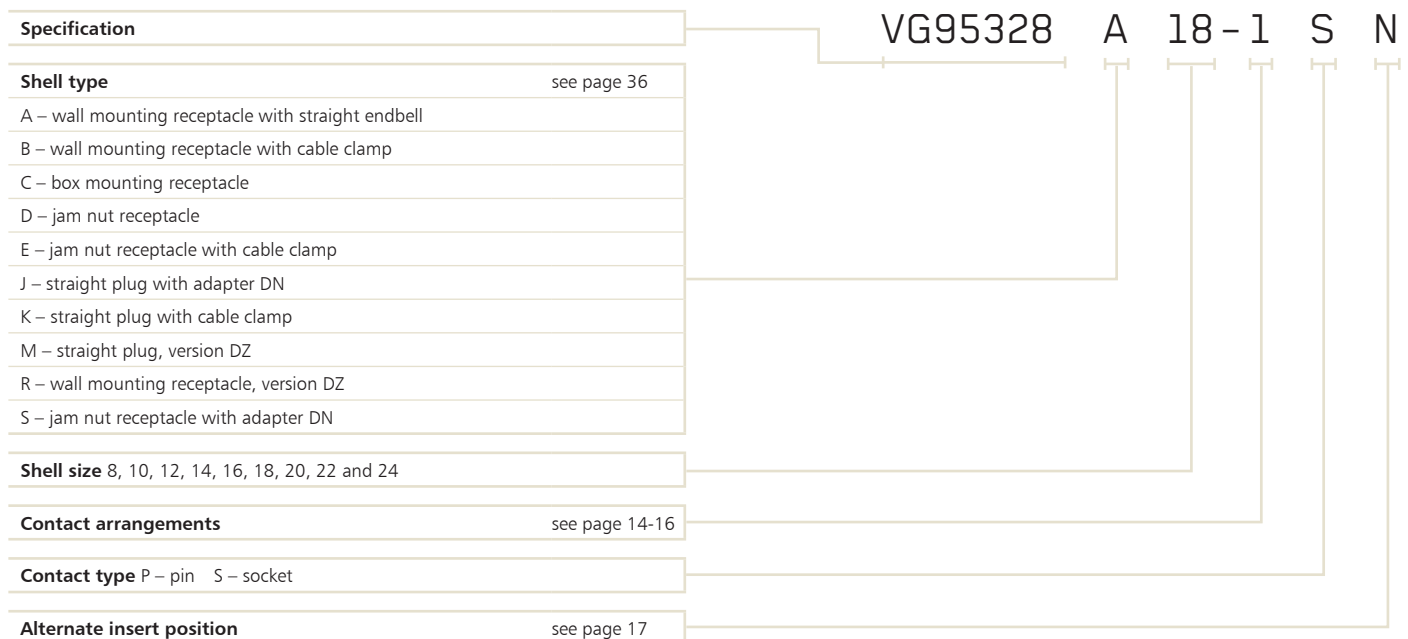 Specification
VG95328 A 18-1 S N
Shell type see page 36
A – wall mounting receptacle with straight endbell
B – wall mounting receptacle with cable clamp
C – box mounting receptacle
D – jam nut receptacle
E – jam nut receptacle with cable clamp
J – straight plug with adapter DN
K – straight plug with cable clamp
M – straight plug, version DZ
R – wall mounting receptacle, version DZ
S – jam nut receptacle with adapter DN
Shell size 8, 10, 12, 14, 16, 18, 20, 22 and 24
Contact arrangements see page 14-16
Contact type P – pin S – socket
Alternate insert position see page 17